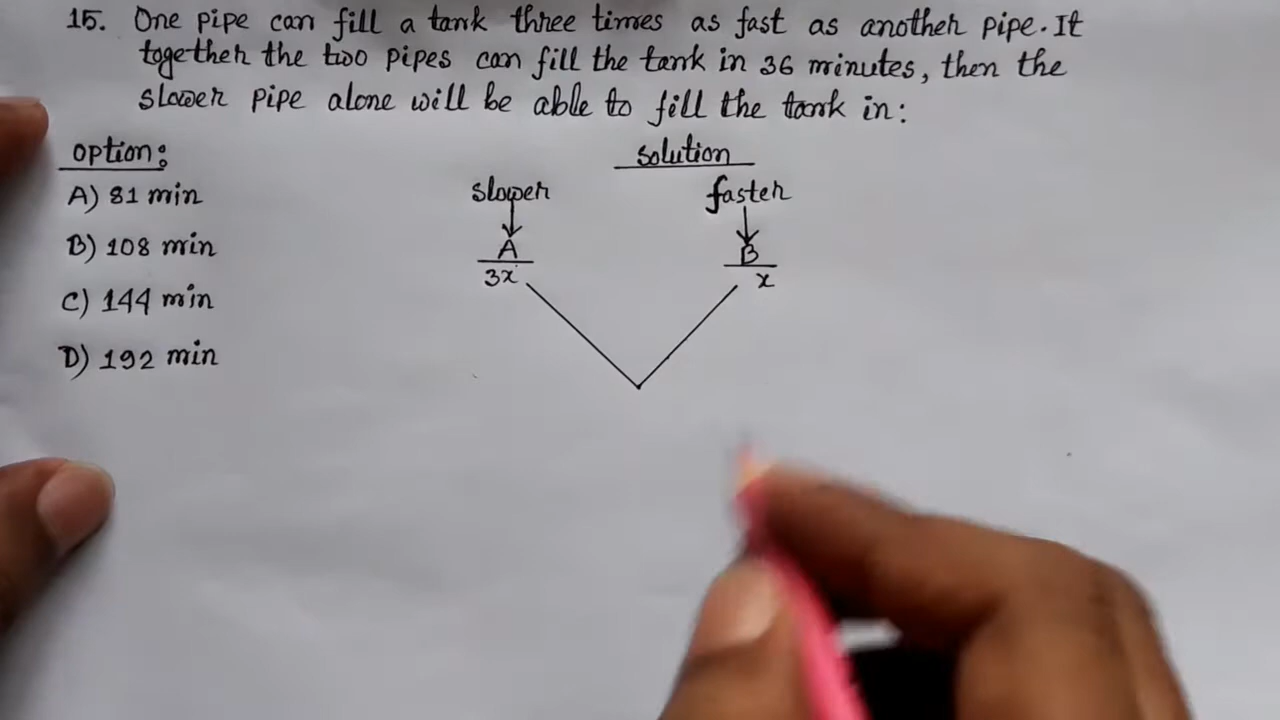 15. One pipe can fill a tank three times as fast as another pipe. It
together the two pipes can fill the tank in 36 minutes, then the
slower pipe alone will be able to fill the tank in:
option:
A) 81 min
B) 108 min
C) 144 min
D) 192 min
solution
slower faster
A B
3x x